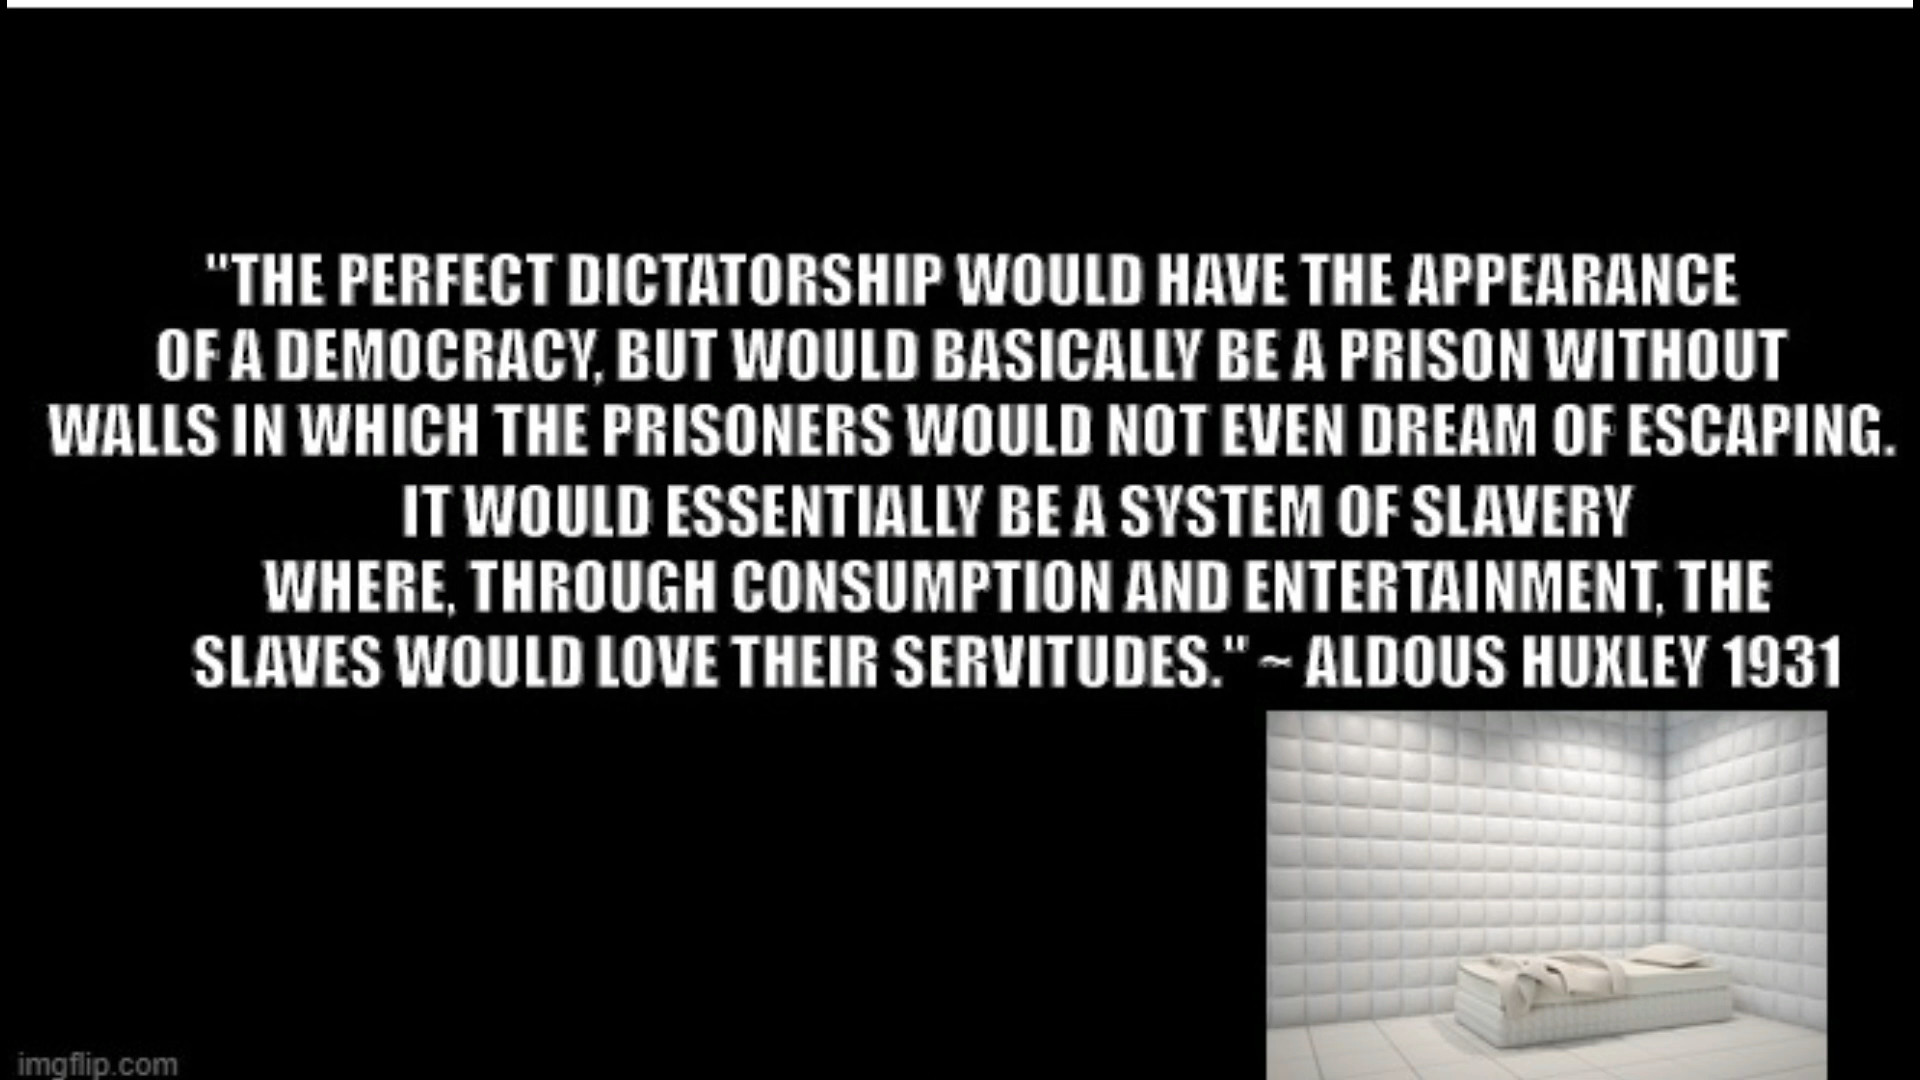 "THE PERFECT DICTATORSHIP WOULD HAVE THE APPEARANCE
OF A DEMOCRACY, BUT WOULD BASICALLY BE A PRISON WITHOUT
WALLS IN WHICH THE PRISONERS WOULD NOT EVEN DREAM OF ESCAPING.
IT WOULD ESSENTIALLY BE A SYSTEM OF SLAVERY
WHERE, THROUGH CONSUMPTION AND ENTERTAINMENT, THE
SLAVES WOULD LOVE THEIR SERVITUDES." ~ ALDOUS HUXLEY 1931
imgflip.com